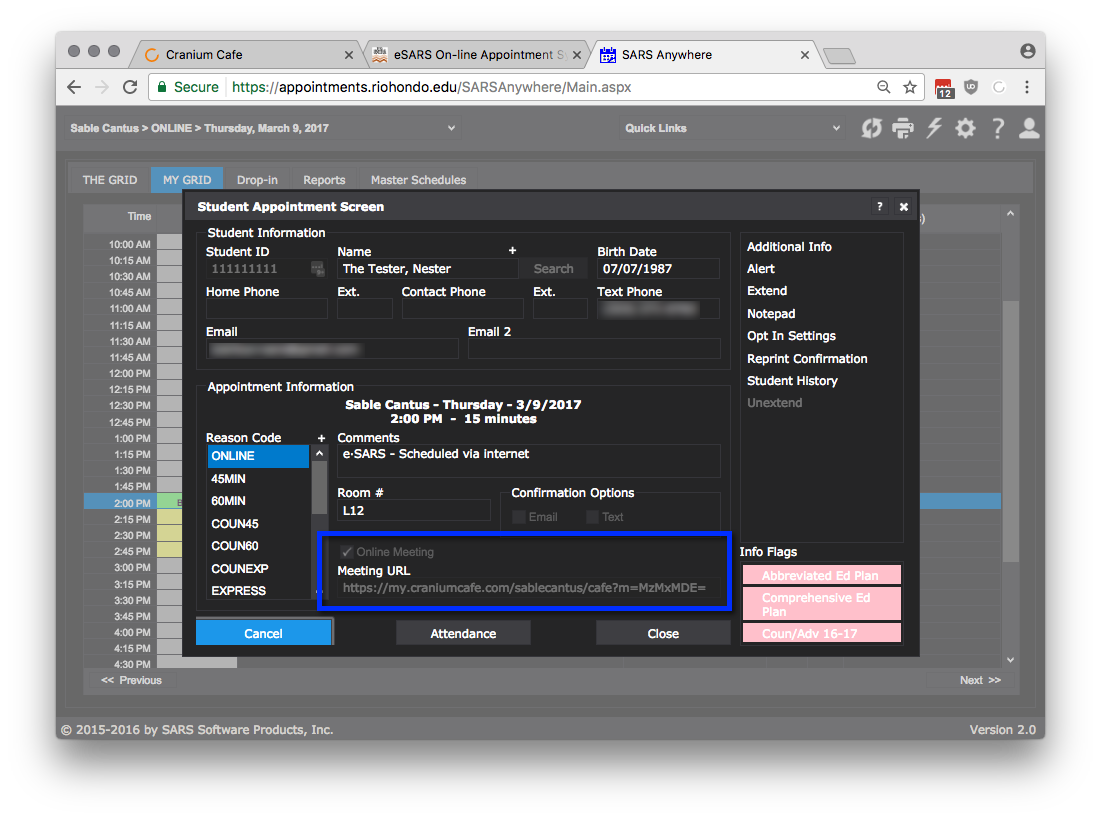 Cranium Cafe
eSARS On-line Appointment S
SARS Anywhere
Secure
https://appointments.riohondo.edu/SARSAnywhere/Main.aspx
12
Sable Cantus > ONLINE > Thursday, March 9, 2017
Quick Links
THE GRID
MY GRID
Drop-in
Reports
Master Schedules
Time
10:00 AM
10:15 AM
10:30 AM
10:45 AM
11:00 AM
11:15 AM
11:30 AM
11:45 AM
12:00 PM
12:15 PM
12:30 PM
12:45 PM
1:00 PM
1:15 PM
1:30 PM
1:45 PM
2:00 PM
2:15 PM
2:30 PM
2:45 PM
3:00 PM
3:15 PM
3:30 PM
3:45 PM
4:00 PM
4:15 PM
4:30 PM
Student Appointment Screen
?
Student Information
Student ID
Name
+
Birth Date
111111111
The Tester, Nester
Search
07/07/1987
Home Phone
Ext.
Contact Phone
Ext.
Text Phone
Email
Email 2
Appointment Information
Sable Cantus - Thursday - 3/9/2017
2:00 PM - 15 minutes
Reason Code
+
ONLINE
45MIN
60MIN
COUN45
COUN60
COUNEXP
EXPRESS
Comments
e·SARS - Scheduled via internet
Room #
L12
Confirmation Options
Email
Text
Online Meeting
Meeting URL
https://my.craniumcafe.com/sablecantus/cafe?m=MzMxMDE=
Cancel
Attendance
Close
Additional Info
Alert
Extend
Notepad
Opt In Settings
Reprint Confirmation
Student History
Unextend
Info Flags
Abbreviated Ed Plan
Comprehensive Ed
Plan
Coun/Adv 16-17
<< Previous
Next >>
© 2015-2016 by SARS Software Products, Inc.
Version 2.0